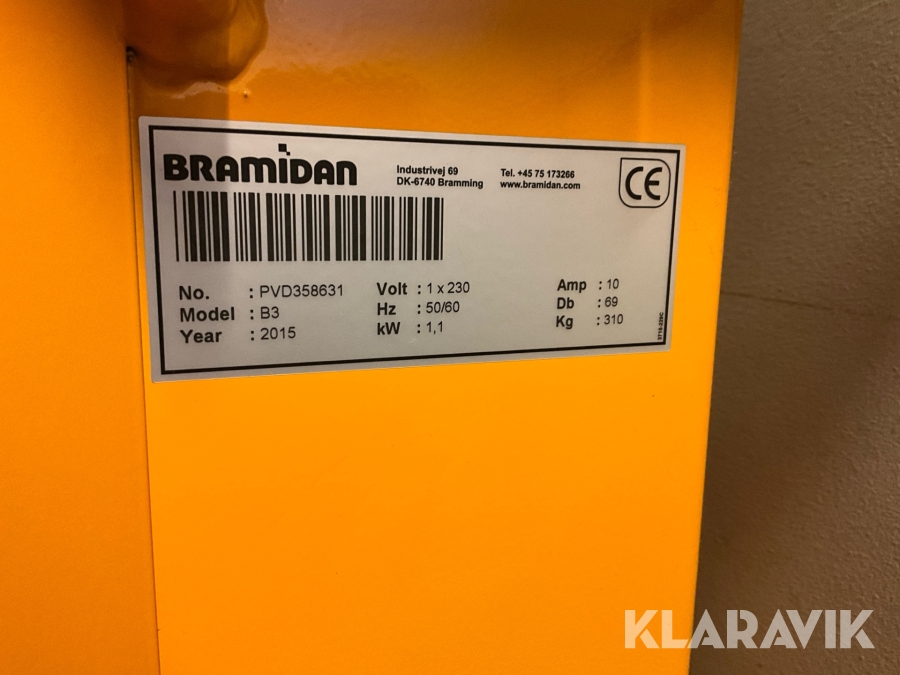 BRAMIDAN
Industrivej 69
DK-6740 Bramming
Tel. +45 75 173266
www.bramidan.com
CE
No. : PVD358631
Model : B3
Year : 2015
Volt : 1 x 230
Hz : 50/60
kW : 1,1
Amp : 10
Db : 69
Kg : 310
KLARAVIK